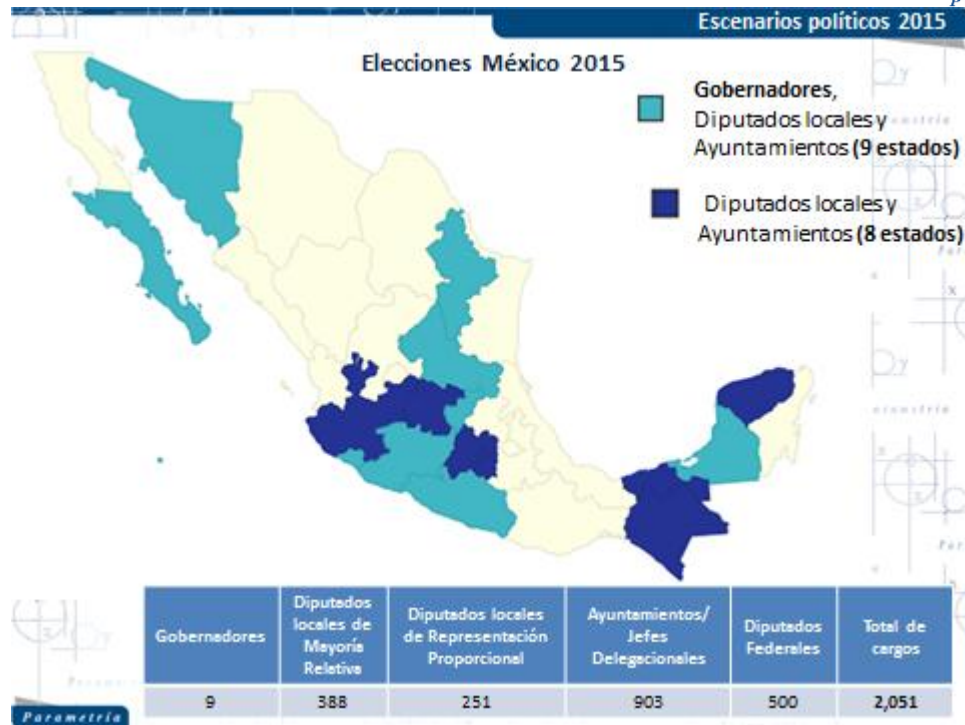 Escenarios políticos 2015
Elecciones México 2015
Gobernadores,
Diputados locales y
Ayuntamientos (9 estados)
Diputados locales y
Ayuntamientos (8 estados)
Gobernadores
Diputados
locales de
Mayoría
Relativa
Diputados locales
de Representación
Proporcional
Ayuntamientos/
Jefes
Delegacionales
Diputados
Federales
Total de
cargos
9
388
251
903
500
2,051
Parametría